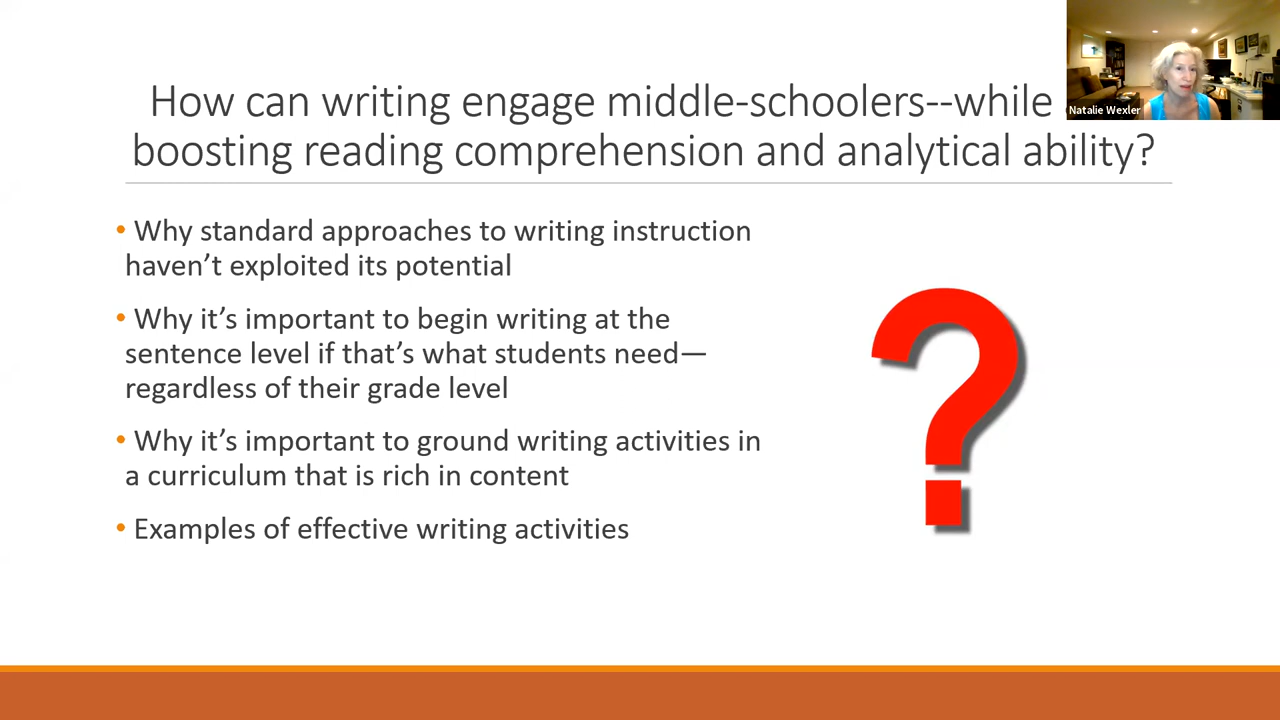 How can writing engage middle-schoolers--while
boosting reading comprehension and analytical ability?
Natalie Wexler
• Why standard approaches to writing instruction
haven’t exploited its potential
• Why it’s important to begin writing at the
sentence level if that’s what students need—
regardless of their grade level
• Why it’s important to ground writing activities in
a curriculum that is rich in content
• Examples of effective writing activities